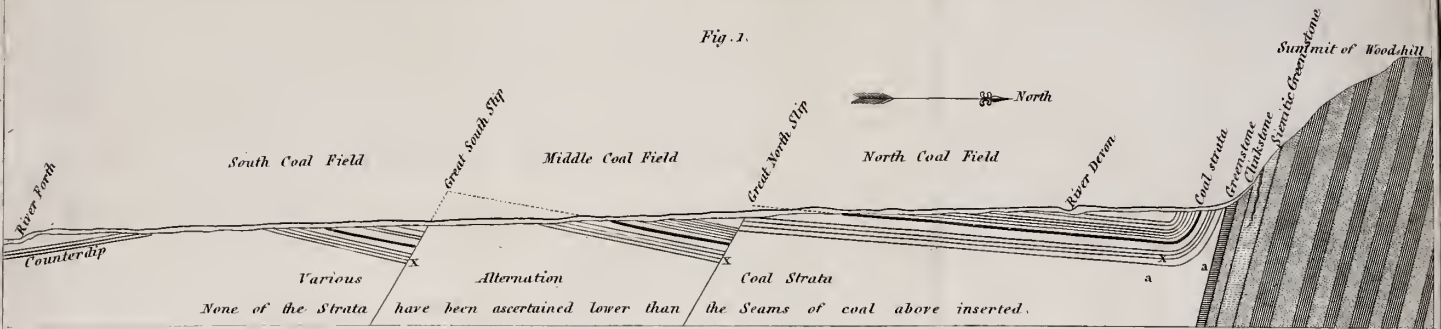 Fig. 1.
Summit of Woodshill
North
River Forth
South Coal Field
Great South Slip
Middle Coal Field
Great North Slip
North Coal Field
River Devon
Coal strata
Greenstone
Clinkstone
Sienitic Greenstone
Counterdip
x
x
x
a
a
Various Alternation Coal Strata
None of the Strata have been ascertained lower than the Seams of coal above inserted.